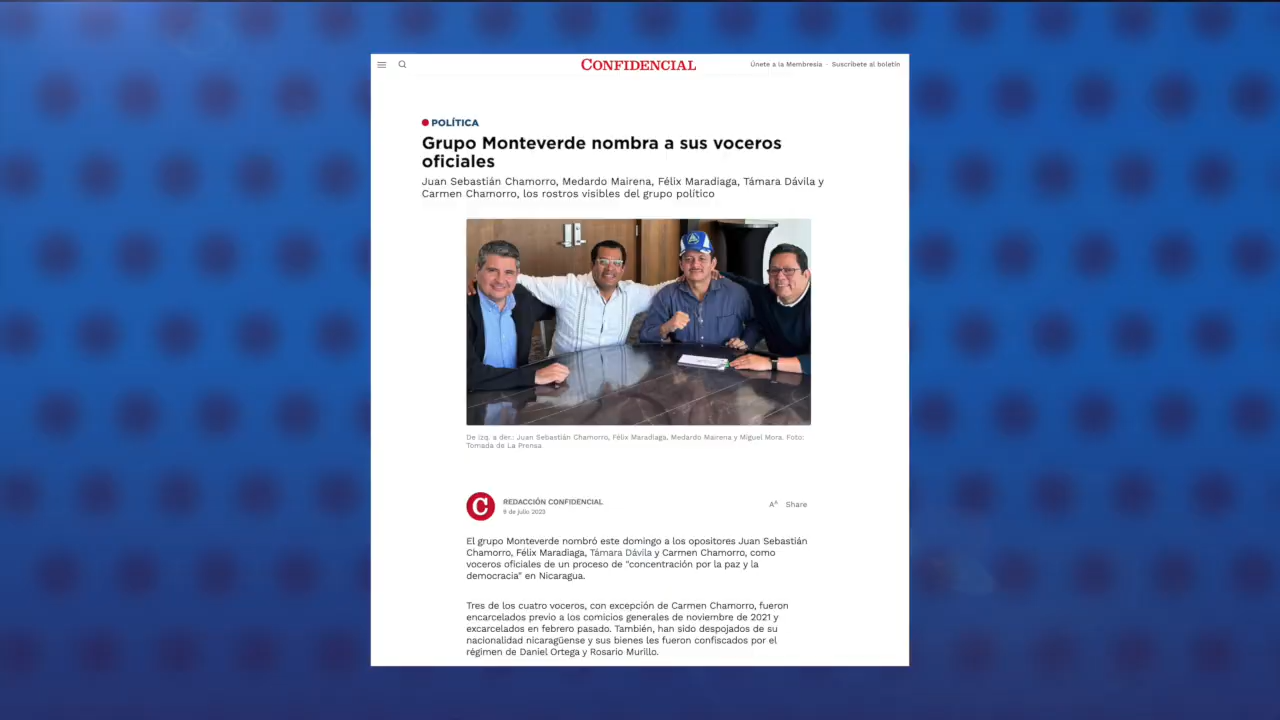 CONFIDENCIAL
Únete a la Membresia - Suscríbete al boletín
POLÍTICA
Grupo Monteverde nombra a sus voceros
oficiales
Juan Sebastián Chamorro, Medardo Mairena, Félix Maradiaga, Támara Dávila y
Carmen Chamorro, los rostros visibles del grupo político
De izq. a der.: Juan Sebastián Chamorro, Félix Maradiaga, Medardo Mairena y Miguel Mora. Foto:
Tomada de La Prensa
C
REDACCIÓN CONFIDENCIAL
9 de julio 2023
A^A Share
El grupo Monteverde nombró este domingo a los opositores Juan Sebastián
Chamorro, Félix Maradiaga, Támara Dávila y Carmen Chamorro, como
voceros oficiales de un proceso de "concentración por la paz y la
democracia" en Nicaragua.
Tres de los cuatro voceros, con excepción de Carmen Chamorro, fueron
encarcelados previo a los comicios generales de noviembre de 2021 y
excarcelados en febrero pasado. También, han sido despojados de su
nacionalidad nicaragüense y sus bienes les fueron confiscados por el
régimen de Daniel Ortega y Rosario Murillo.